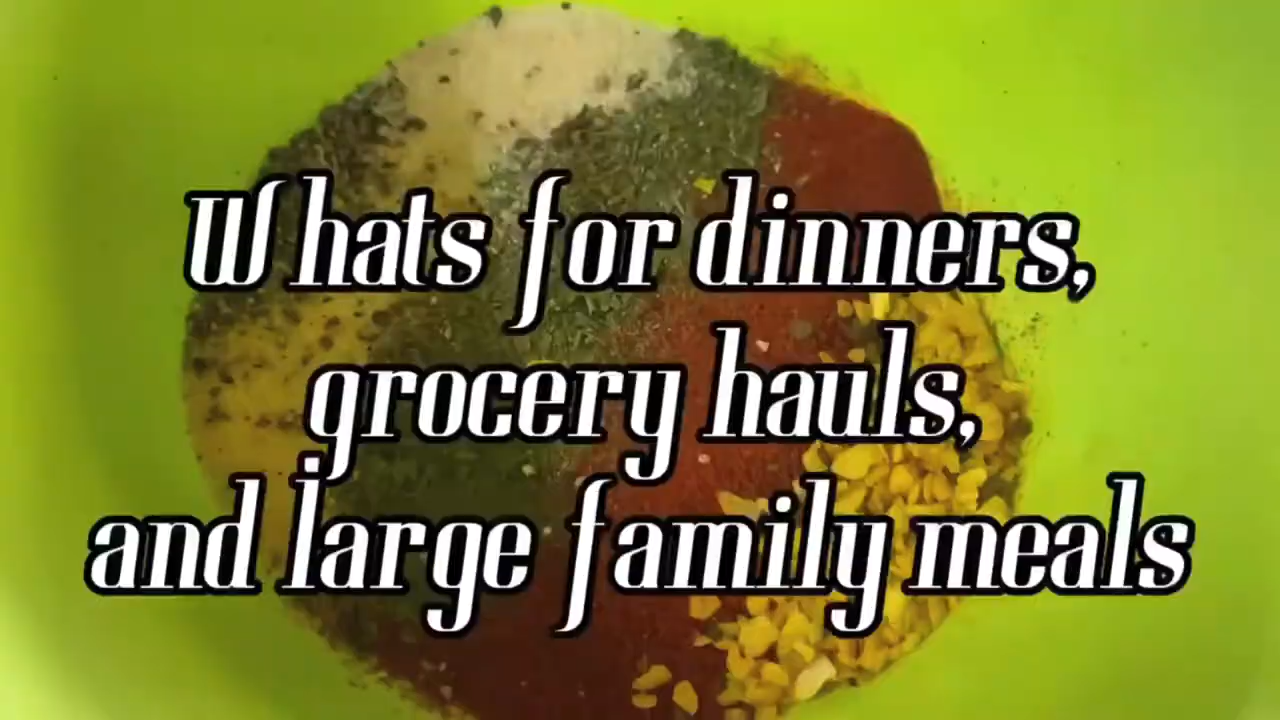 Whats for dinners,
grocery hauls,
and large family meals